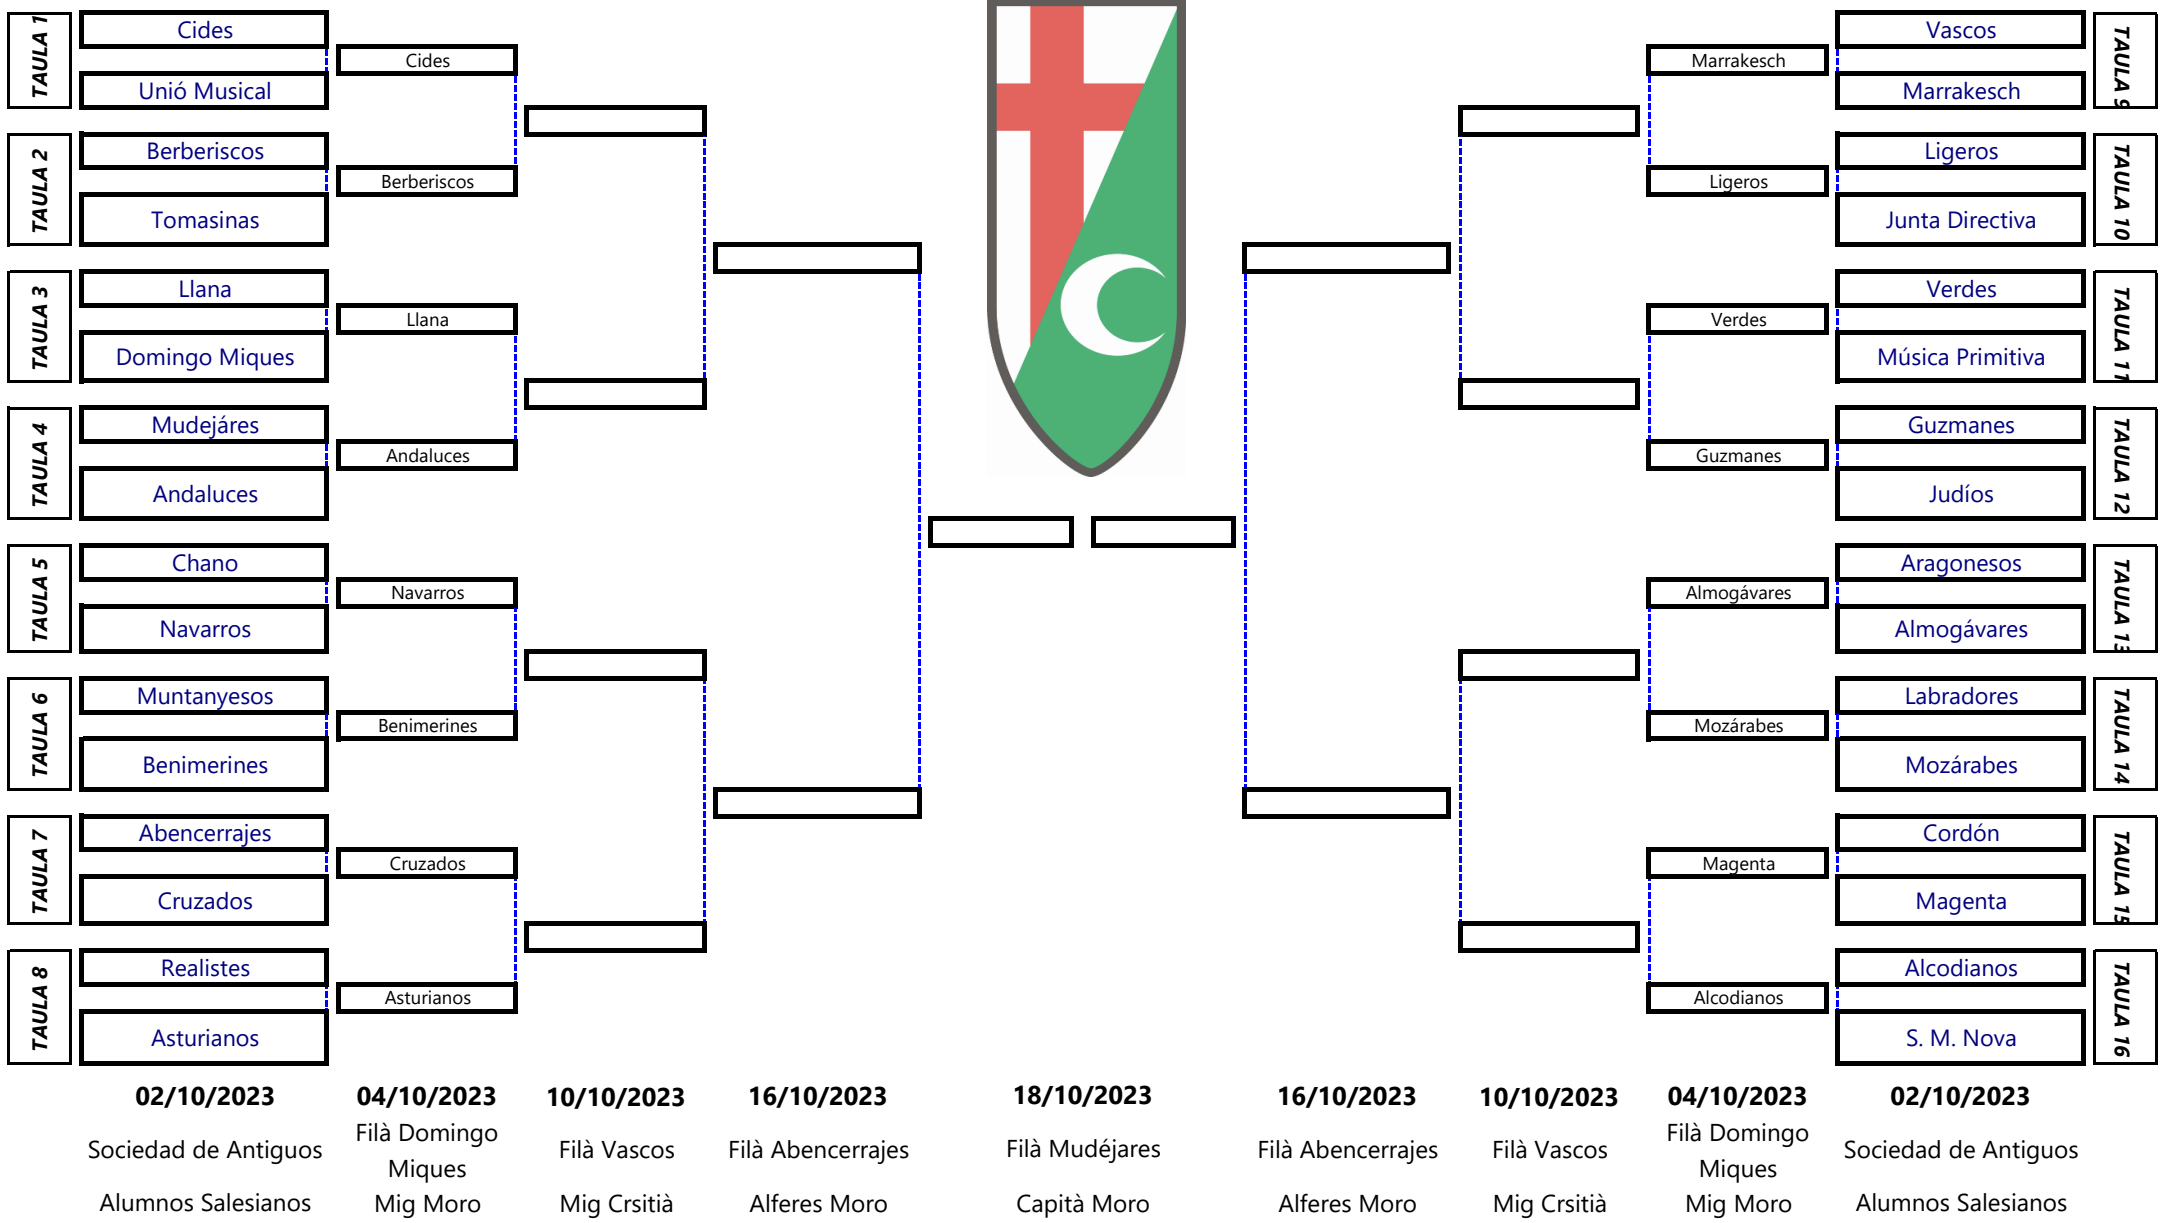 TAULA 1
Cides
Unió Musical
TAULA 2
Berberiscos
Tomasinas
TAULA 3
Llana
Domingo Miques
TAULA 4
Mudejáres
Andaluces
TAULA 5
Chano
Navarros
TAULA 6
Muntanyesos
Benimerines
TAULA 7
Abencerrajes
Cruzados
TAULA 8
Realistes
Asturianos
Cides
Berberiscos
Llana
Andaluces
Navarros
Benimerines
Cruzados
Asturianos
Marrakesch
Ligeros
Verdes
Guzmanes
Almogávares
Mozárabes
Magenta
Alcodianos
Vascos
Marrakesch
TAULA 9
Ligeros
Junta Directiva
TAULA 10
Verdes
Música Primitiva
TAULA 11
Guzmanes
Judíos
TAULA 12
Aragonesos
Almogávares
TAULA 13
Labradores
Mozárabes
TAULA 14
Cordón
Magenta
TAULA 15
Alcodianos
S. M. Nova
TAULA 16
02/10/2023
Sociedad de Antiguos
Alumnos Salesianos
04/10/2023
Filà Domingo
Miques
Mig Moro
10/10/2023
Filà Vascos
Mig Crsitià
16/10/2023
Filà Abencerrajes
Alferes Moro
18/10/2023
Filà Mudéjares
Capità Moro
16/10/2023
Filà Abencerrajes
Alferes Moro
10/10/2023
Filà Vascos
Mig Crsitià
04/10/2023
Filà Domingo
Miques
Mig Moro
02/10/2023
Sociedad de Antiguos
Alumnos Salesianos